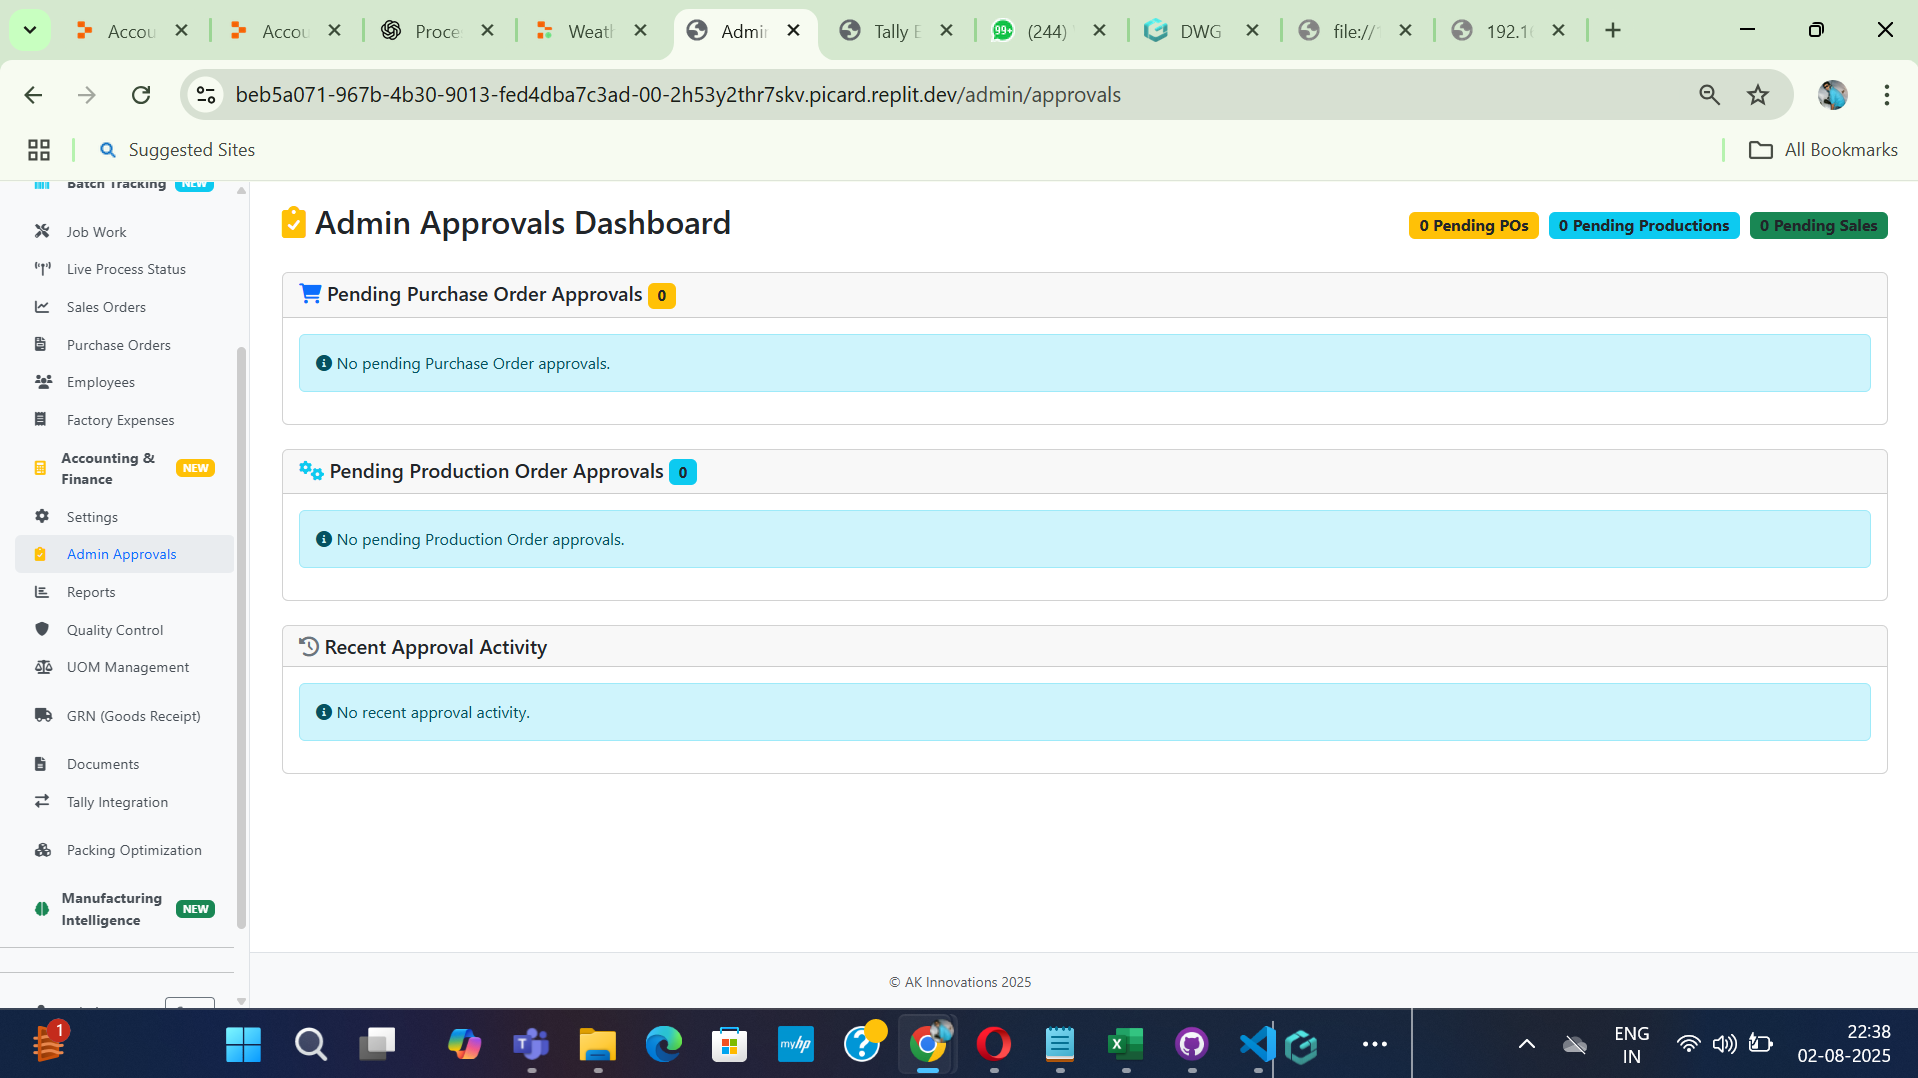 Accou
Accou
Proce
Weath
Admin
Tally E
99+
(244)
DWG
file://
192.16
beb5a071-967b-4b30-9013-fed4dba7c3ad-00-2h53y2thr7skv.picard.replit.dev/admin/approvals
Suggested Sites
All Bookmarks
Batch Tracking NEW
Job Work
Live Process Status
Sales Orders
Purchase Orders
Employees
Factory Expenses
Accounting &
Finance
NEW
Settings
Admin Approvals
Reports
Quality Control
UOM Management
GRN (Goods Receipt)
Documents
Tally Integration
Packing Optimization
Manufacturing
Intelligence
NEW
Admin Approvals Dashboard
0 Pending POs
0 Pending Productions
0 Pending Sales
Pending Purchase Order Approvals 0
No pending Purchase Order approvals.
Pending Production Order Approvals 0
No pending Production Order approvals.
Recent Approval Activity
No recent approval activity.
© AK Innovations 2025
1
myhp
ENG
IN
22:38
02-08-2025